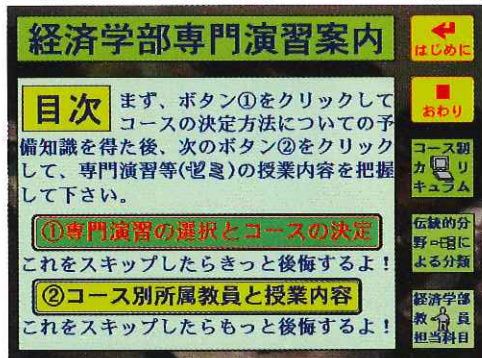 経済学部専門演習案内
目次
まず、ボタン①をクリックして
コースの決定方法についての予
備知識を得た後、次のボタン②をクリック
して、専門演習等(ゼミ)の授業内容を把握
して下さい。
①専門演習の選択とコースの決定
これをスキップしたらきっと後悔するよ！
②コース別所属教員と授業内容
これをスキップしたらもっと後悔するよ！
はじめに
おわり
コース別
カリ
キュラム
伝統的分
野に
よる分類
経済学部
教員
担当科目